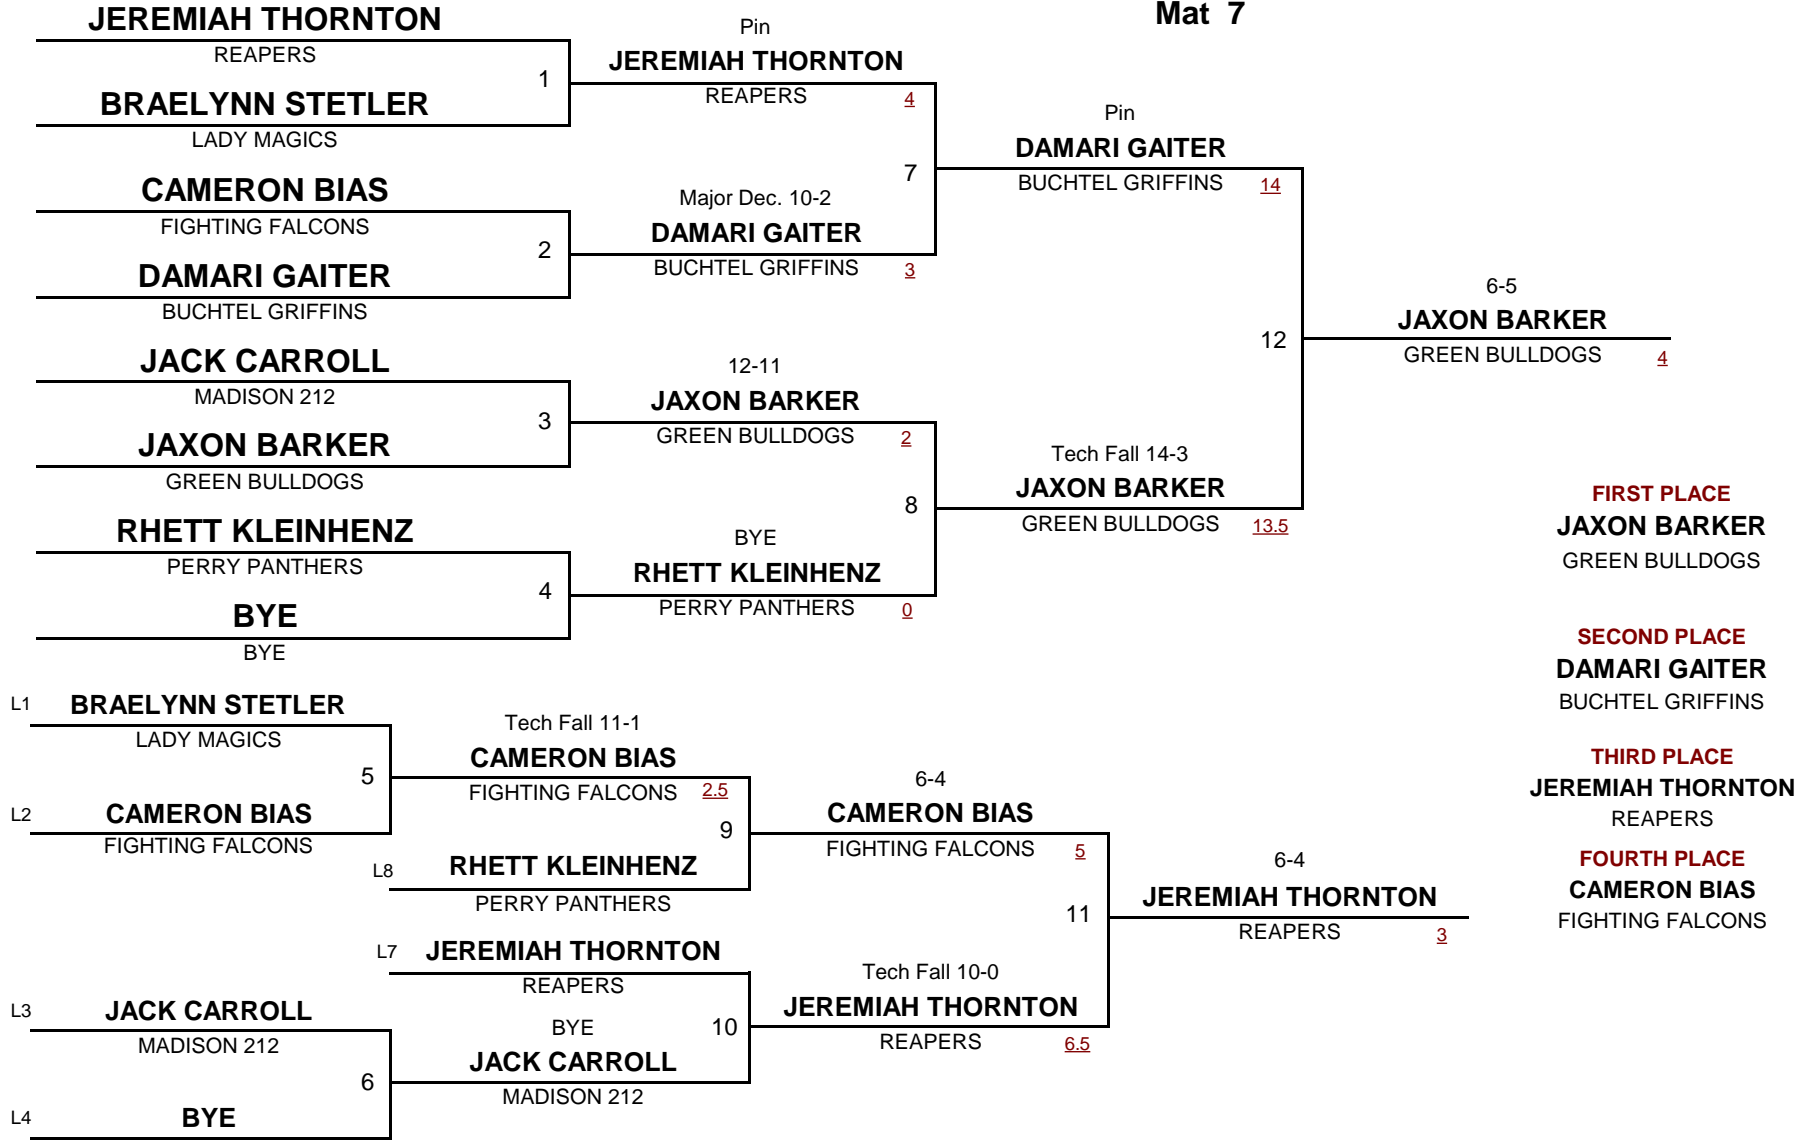 Mat 7
JEREMIAH THORNTON
REAPERS
1
BRAELYNN STETLER
LADY MAGICS
CAMERON BIAS
FIGHTING FALCONS
2
DAMARI GAITER
BUCHTEL GRIFFINS
JACK CARROLL
MADISON 212
3
JAXON BARKER
GREEN BULLDOGS
RHETT KLEINHENZ
PERRY PANTHERS
4
BYE
BYE
Pin
JEREMIAH THORNTON
REAPERS 4
7
Major Dec. 10-2
DAMARI GAITER
BUCHTEL GRIFFINS 3
12-11
JAXON BARKER
GREEN BULLDOGS 2
8
BYE
RHETT KLEINHENZ
PERRY PANTHERS 0
Pin
DAMARI GAITER
BUCHTEL GRIFFINS 14
12
Tech Fall 14-3
JAXON BARKER
GREEN BULLDOGS 13.5
6-5
JAXON BARKER
GREEN BULLDOGS 4
L1 BRAELYNN STETLER
LADY MAGICS
5
L2 CAMERON BIAS
FIGHTING FALCONS
L3 JACK CARROLL
MADISON 212
6
L4 BYE
Tech Fall 11-1
CAMERON BIAS
FIGHTING FALCONS 2.5
9
L8 RHETT KLEINHENZ
PERRY PANTHERS
L7 JEREMIAH THORNTON
REAPERS
BYE 10
JACK CARROLL
MADISON 212
6-4
CAMERON BIAS
FIGHTING FALCONS 5
11
Tech Fall 10-0
JEREMIAH THORNTON
REAPERS 6.5
6-4
JEREMIAH THORNTON
REAPERS 3
FIRST PLACE
JAXON BARKER
GREEN BULLDOGS
SECOND PLACE
DAMARI GAITER
BUCHTEL GRIFFINS
THIRD PLACE
JEREMIAH THORNTON
REAPERS
FOURTH PLACE
CAMERON BIAS
FIGHTING FALCONS